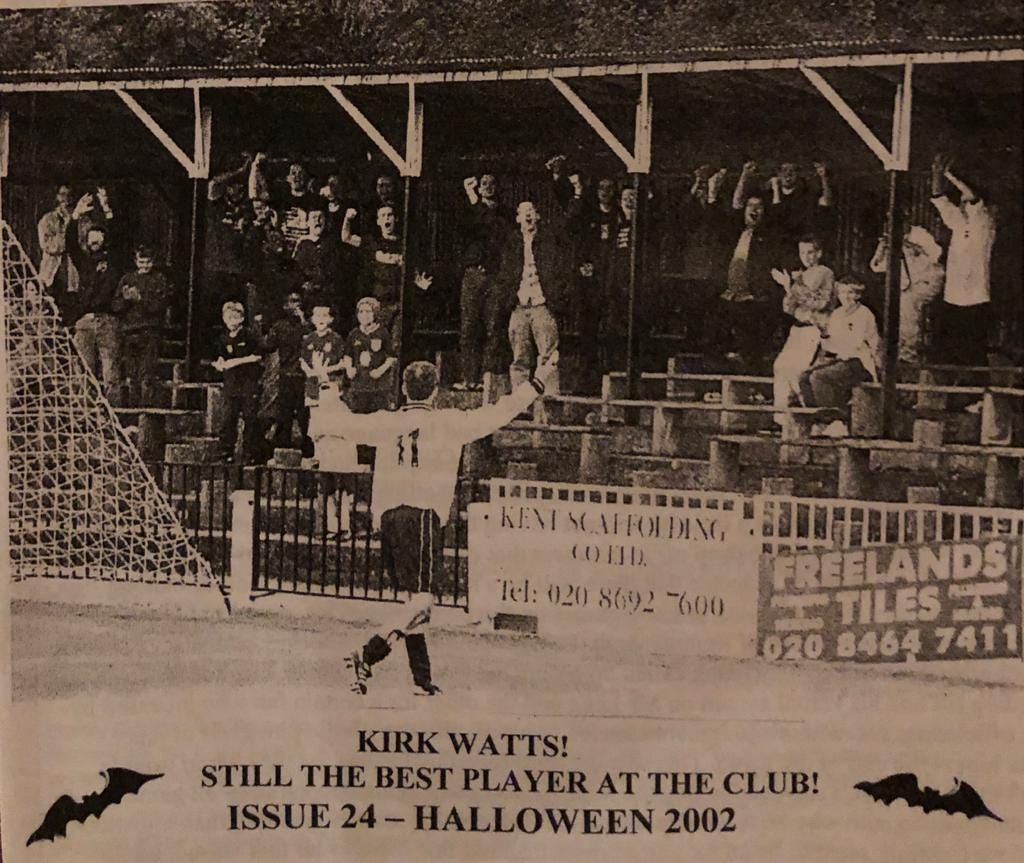 11
KENT SCAFFOLDING
CO LTD.
Tel: 020 8692 7600
FREELANDS
TILES
020 8464 7411
KIRK WATTS!
STILL THE BEST PLAYER AT THE CLUB!
ISSUE 24 – HALLOWEEN 2002